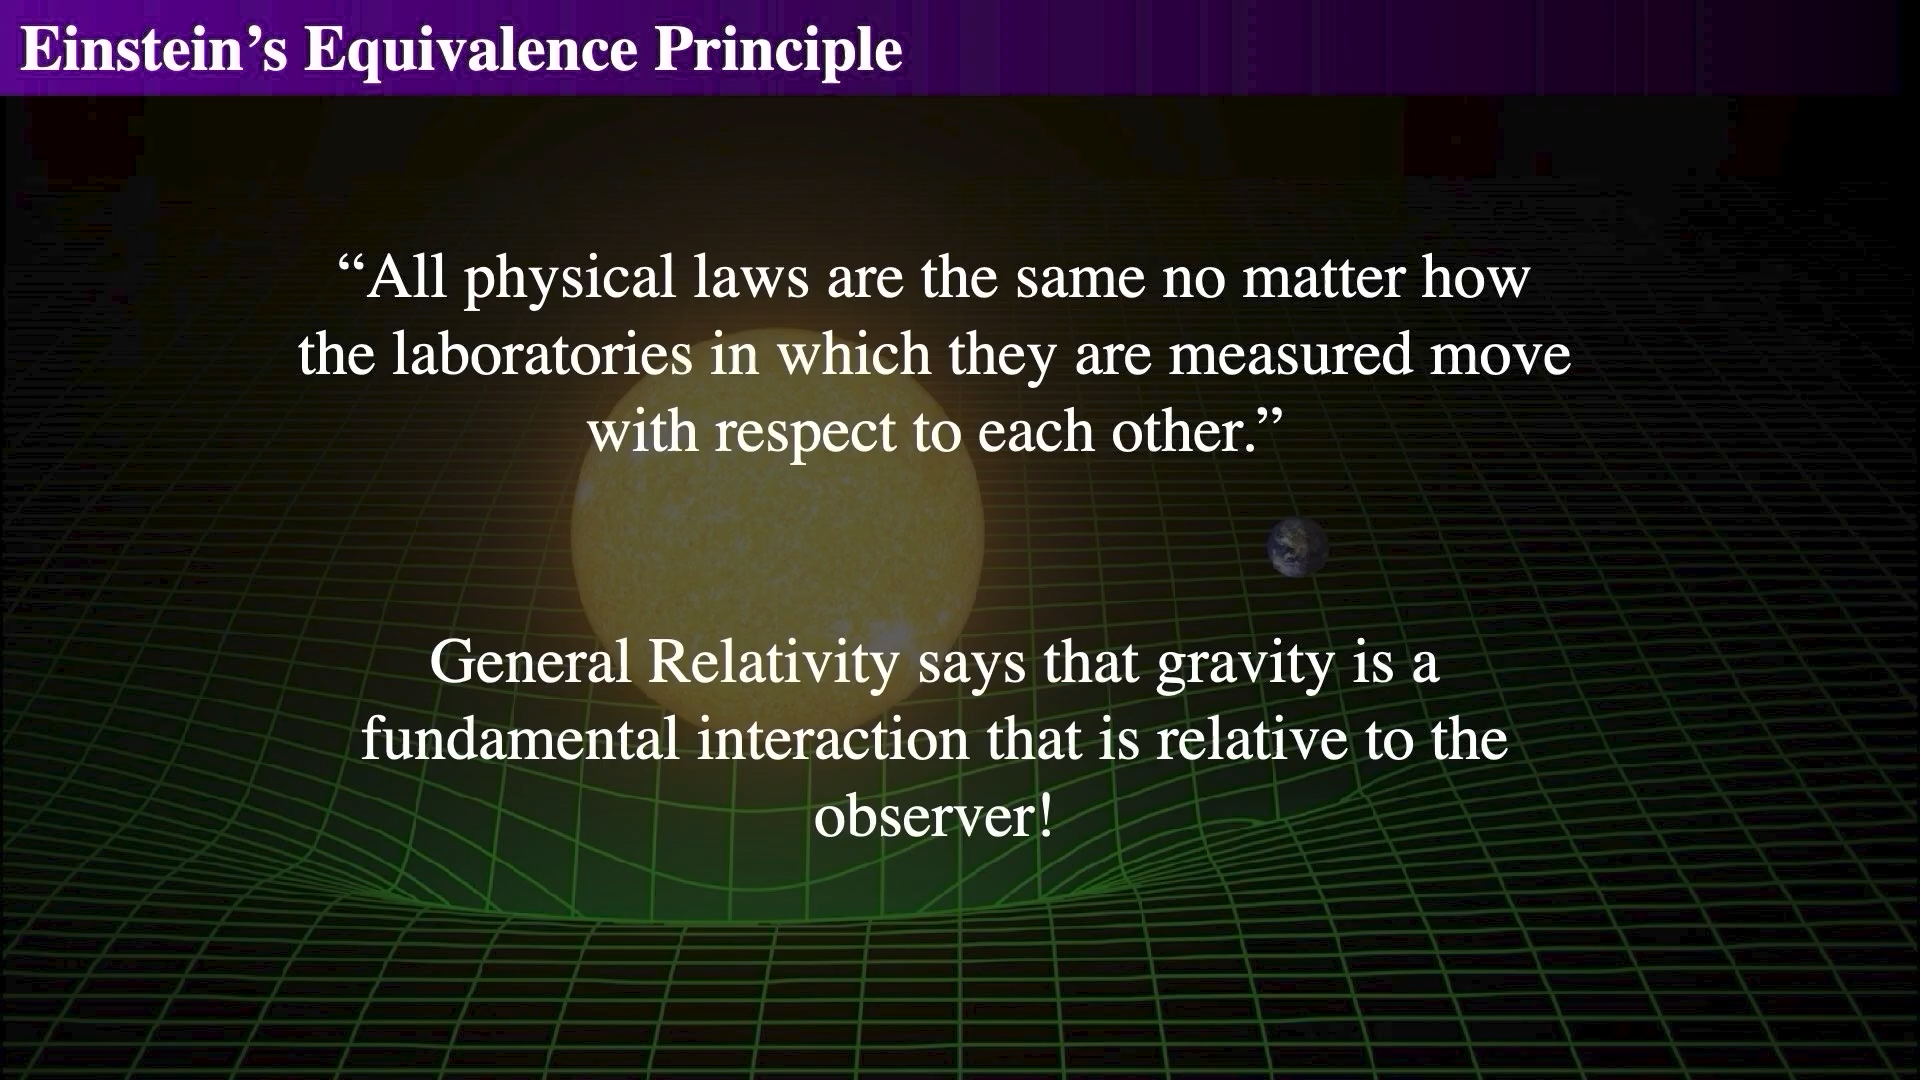 Einstein’s Equivalence Principle
“All physical laws are the same no matter how
the laboratories in which they are measured move
with respect to each other.”
General Relativity says that gravity is a
fundamental interaction that is relative to the
observer!